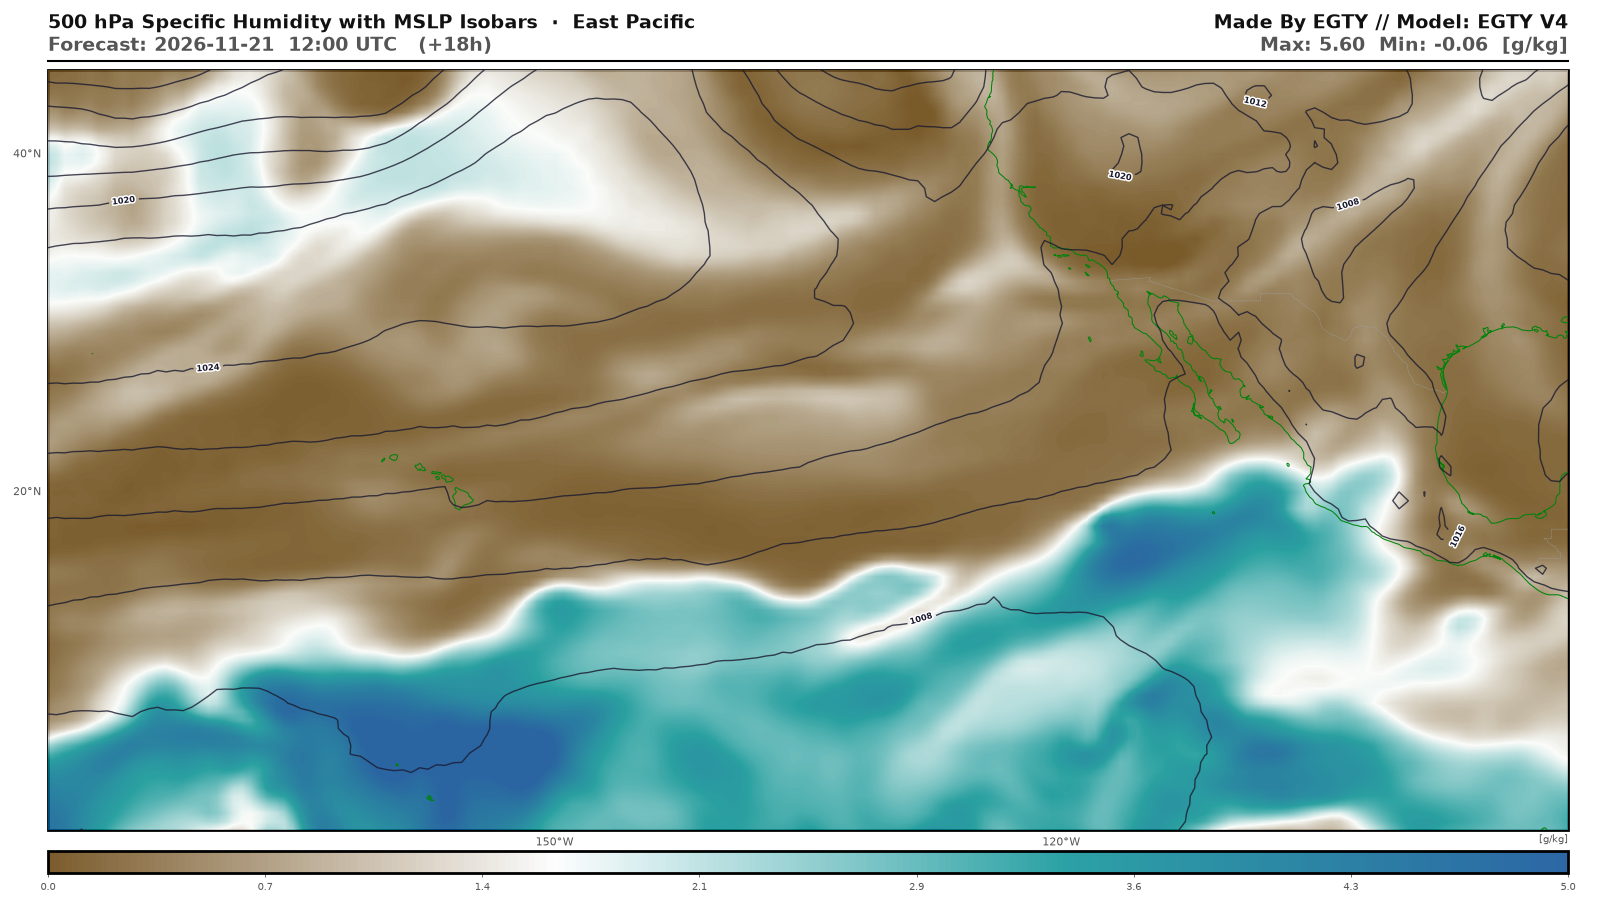 500 hPa Specific Humidity with MSLP Isobars · East Pacific
Made By EGTY // Model: EGTY V4
Forecast: 2026-11-21 12:00 UTC (+18h)
Max: 5.60 Min: -0.06 [g/kg]
1012
40°N
1020
1020
1008
1024
20°N
1016
1008
150°W
120°W
[g/kg]
0.0
0.7
1.4
2.1
2.9
3.6
4.3
5.0